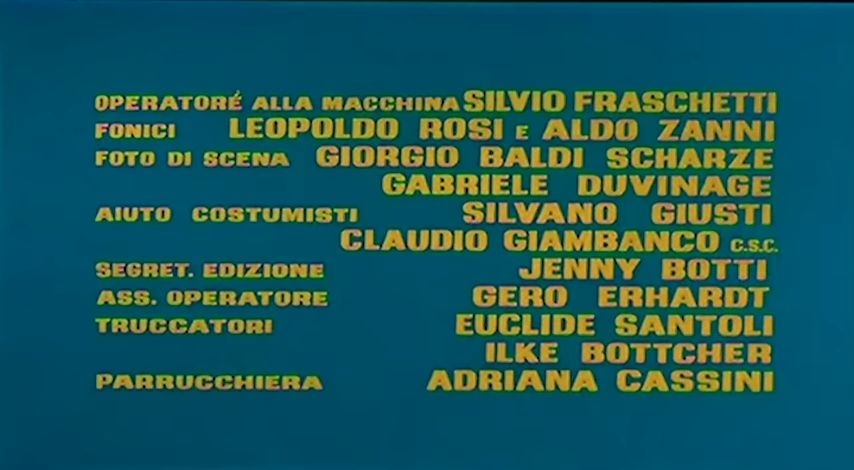 OPERATORE ALLA MACCHINA SILVIO FRASCHETTI
FONICI LEOPOLDO ROSI E ALDO ZANNI
FOTO DI SCENA GIORGIO BALDI SCHARZE
GABRIELE DUVINAGE
AIUTO COSTUMISTI SILVANO GIUSTI
CLAUDIO GIAMBANCO C.S.C.
SEGRET. EDIZIONE JENNY BOTTI
ASS. OPERATORE GERO ERHARDT
TRUCCATORI EUCLIDE SANTOLI
ILKE BOTTCHER
PARRUCCHIERA ADRIANA CASSINI